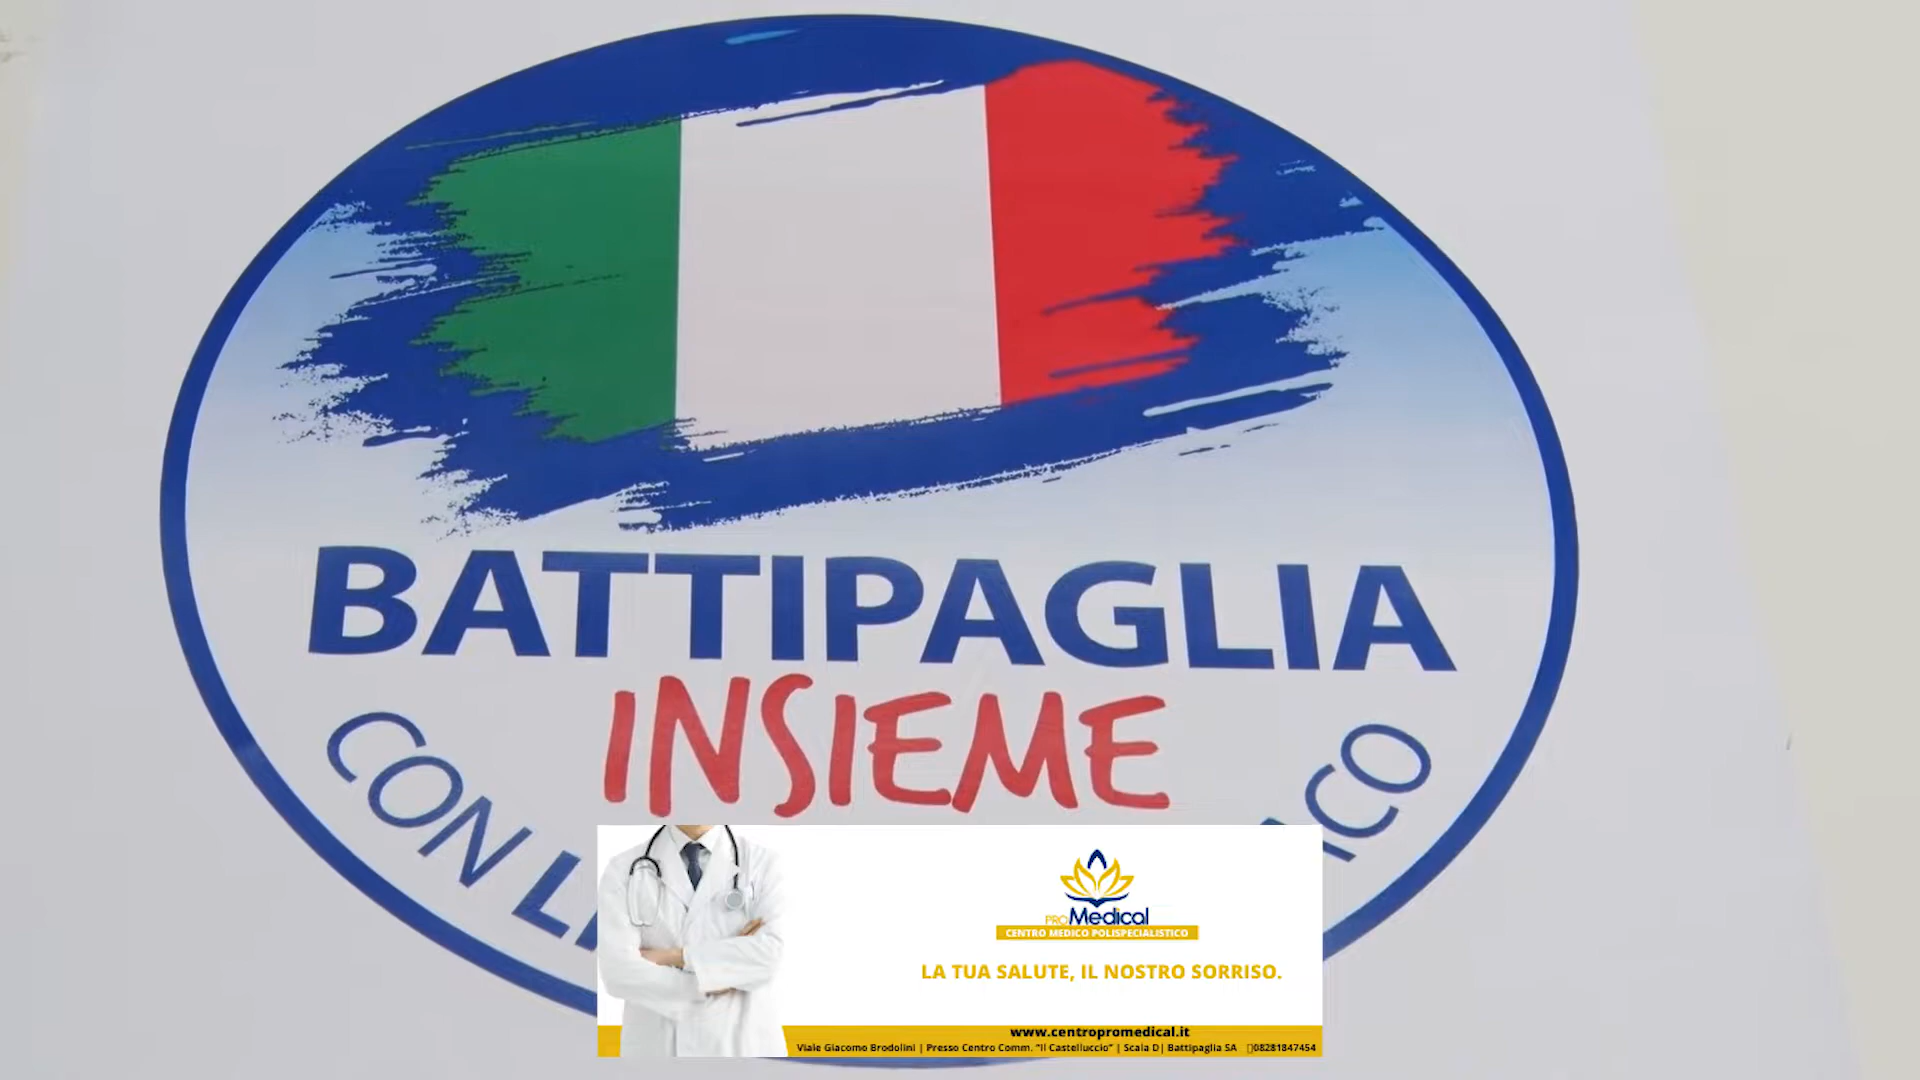 BATTIPAGLIA
INSIEME
CON
PROMedical
CENTRO MEDICO POLISPECIALISTICO
LA TUA SALUTE, IL NOSTRO SORRISO.
www.centropromedical.it
Viale Giacomo Brodolini | Presso Centro Comm. "Il Castelluccio" | Scala D| Battipaglia SA 08281847454